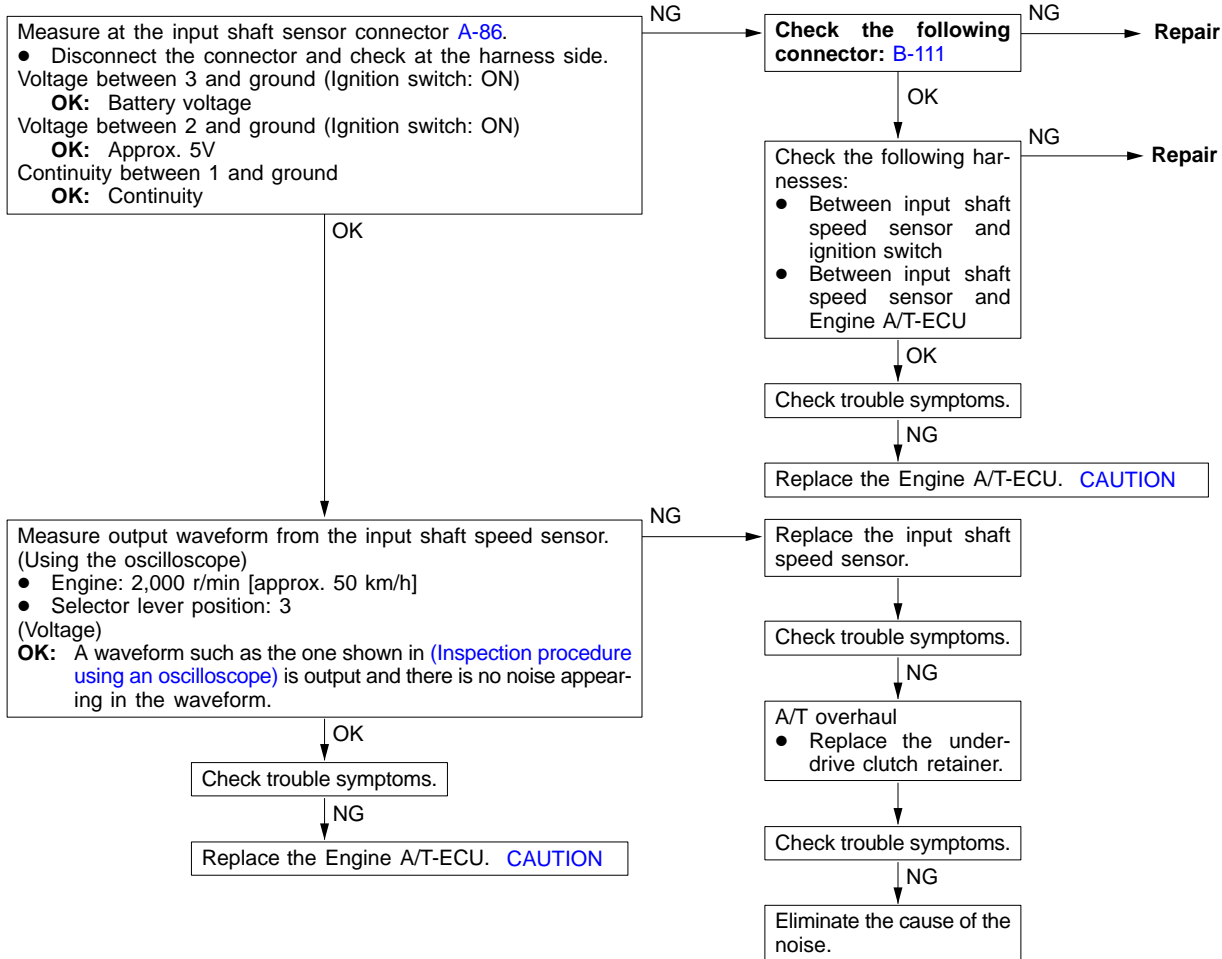 Measure at the input shaft sensor connector A-86.
● Disconnect the connector and check at the harness side.
Voltage between 3 and ground (Ignition switch: ON)
OK: Battery voltage
Voltage between 2 and ground (Ignition switch: ON)
OK: Approx. 5V
Continuity between 1 and ground
OK: Continuity
NG
Check the following
connector: B-111
NG
Repair
OK
Check the following har-
nesses:
● Between input shaft
speed sensor and
ignition switch
● Between input shaft
speed sensor and
Engine A/T-ECU
NG
Repair
OK
Check trouble symptoms.
NG
Replace the Engine A/T-ECU. CAUTION
OK
Measure output waveform from the input shaft speed sensor.
(Using the oscilloscope)
● Engine: 2,000 r/min [approx. 50 km/h]
● Selector lever position: 3
(Voltage)
OK: A waveform such as the one shown in (Inspection procedure
using an oscilloscope) is output and there is no noise appear-
ing in the waveform.
NG
Replace the input shaft
speed sensor.
Check trouble symptoms.
NG
A/T overhaul
● Replace the under-
drive clutch retainer.
Check trouble symptoms.
NG
Eliminate the cause of the
noise.
OK
Check trouble symptoms.
NG
Replace the Engine A/T-ECU. CAUTION